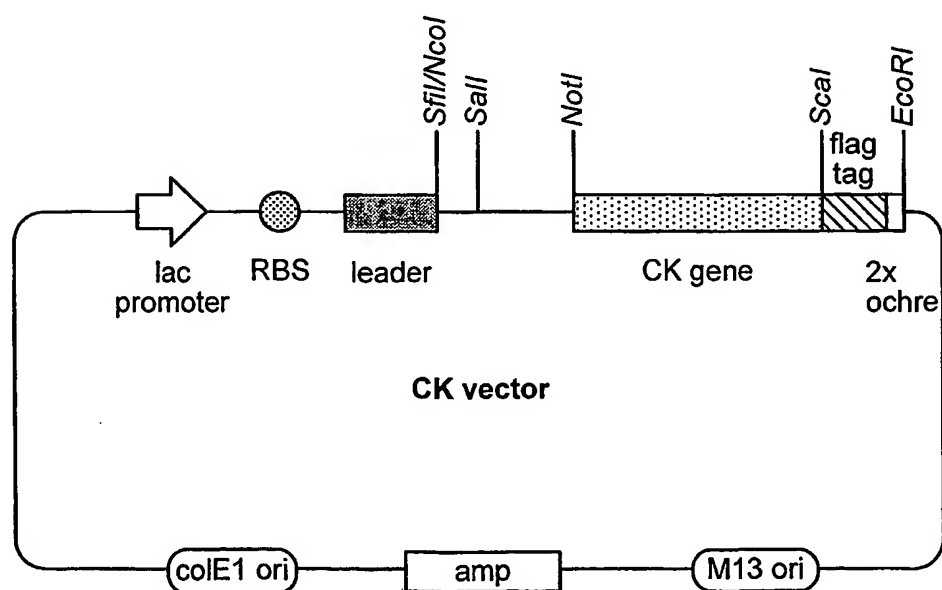 SfiI/NcoI
SalI
NotI
ScaI
EcoRI
flag
tag
lac
promoter
RBS
leader
CK gene
2x
ochre
CK vector
colE1 ori
amp
M13 ori